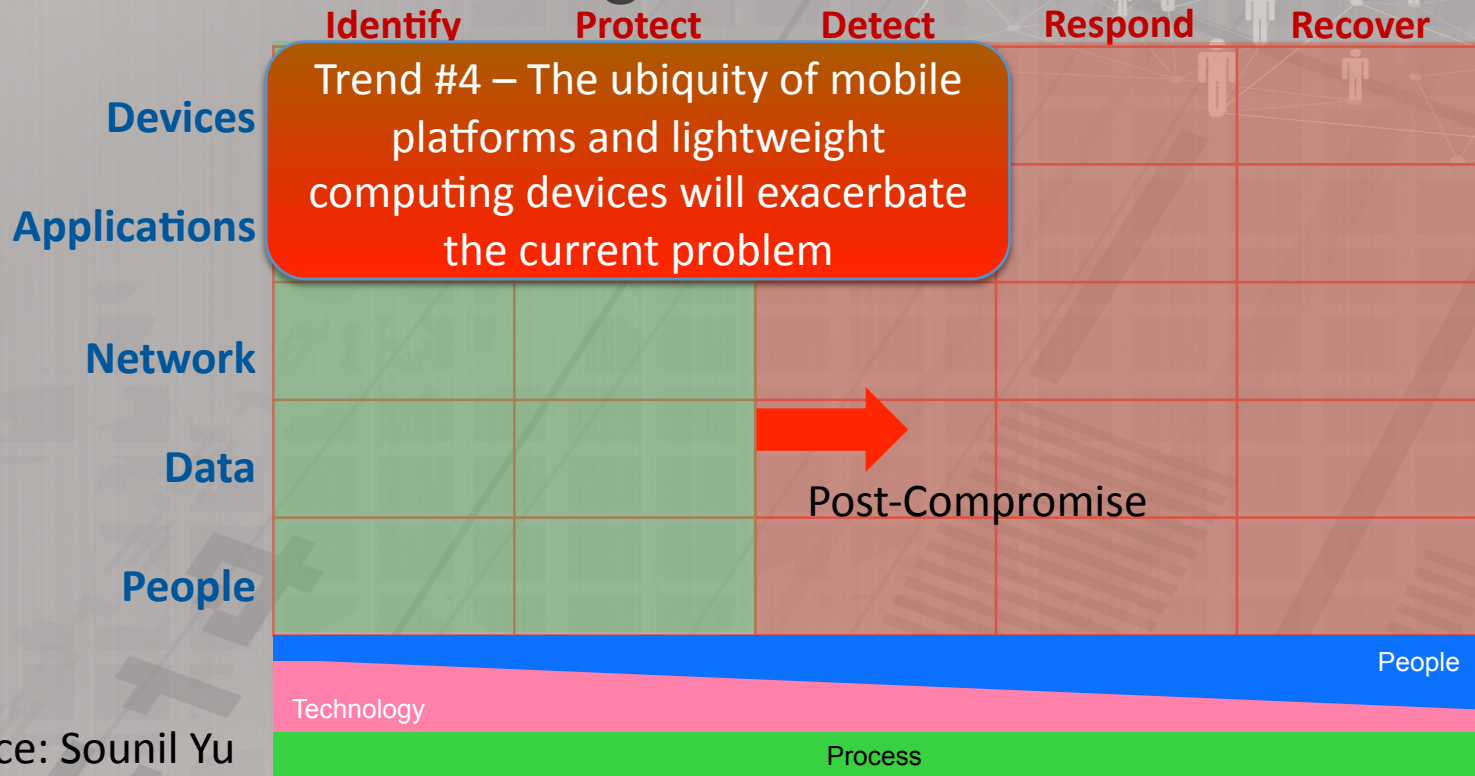 Identify Protect Detect Respond Recover
Trend #4 – The ubiquity of mobile
platforms and lightweight
computing devices will exacerbate
the current problem
Devices
Applications
Network
Data
Post-Compromise
People
People
Technology
Process
Sounil Yu